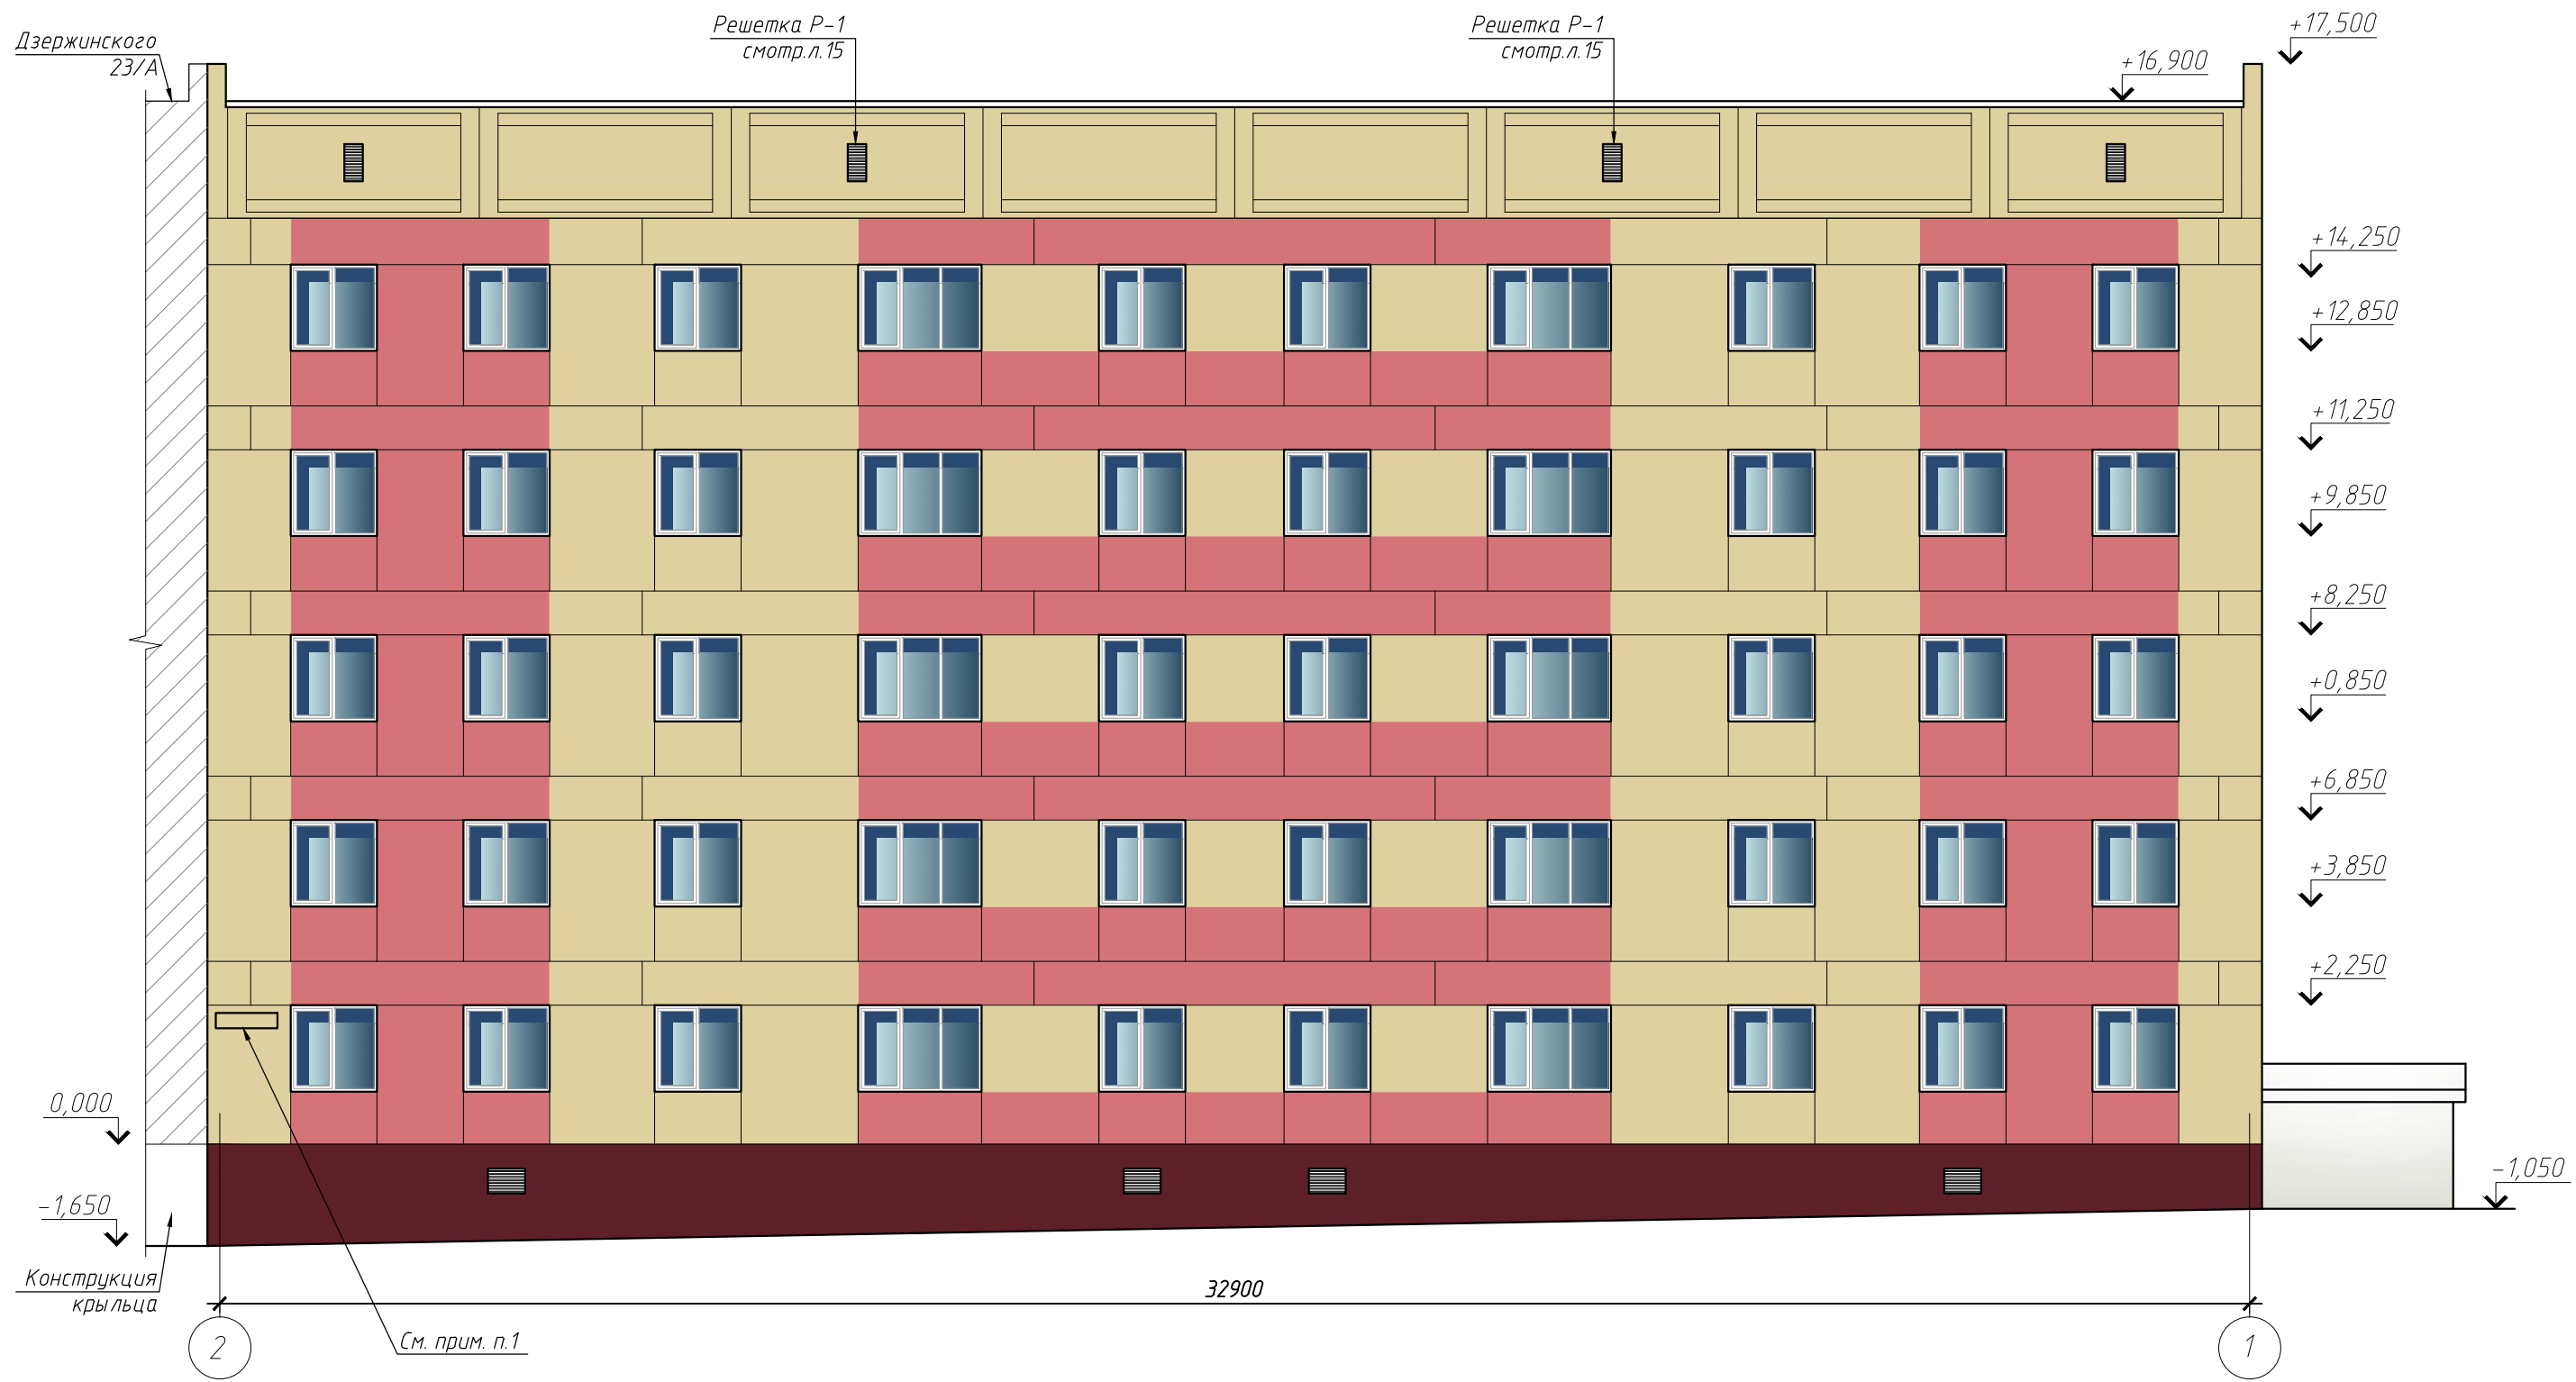 Дзержинского
23/А
Решетка Р-1
смотр.л.15
Решетка Р-1
смотр.л.15
+17,500
+16,900
+14,250
+12,850
+11,250
+9,850
+8,250
+0,850
+6,850
+3,850
+2,250
0,000
-1,650
-1,050
Конструкция
крыльца
32900
См. прим. п.1
2
1